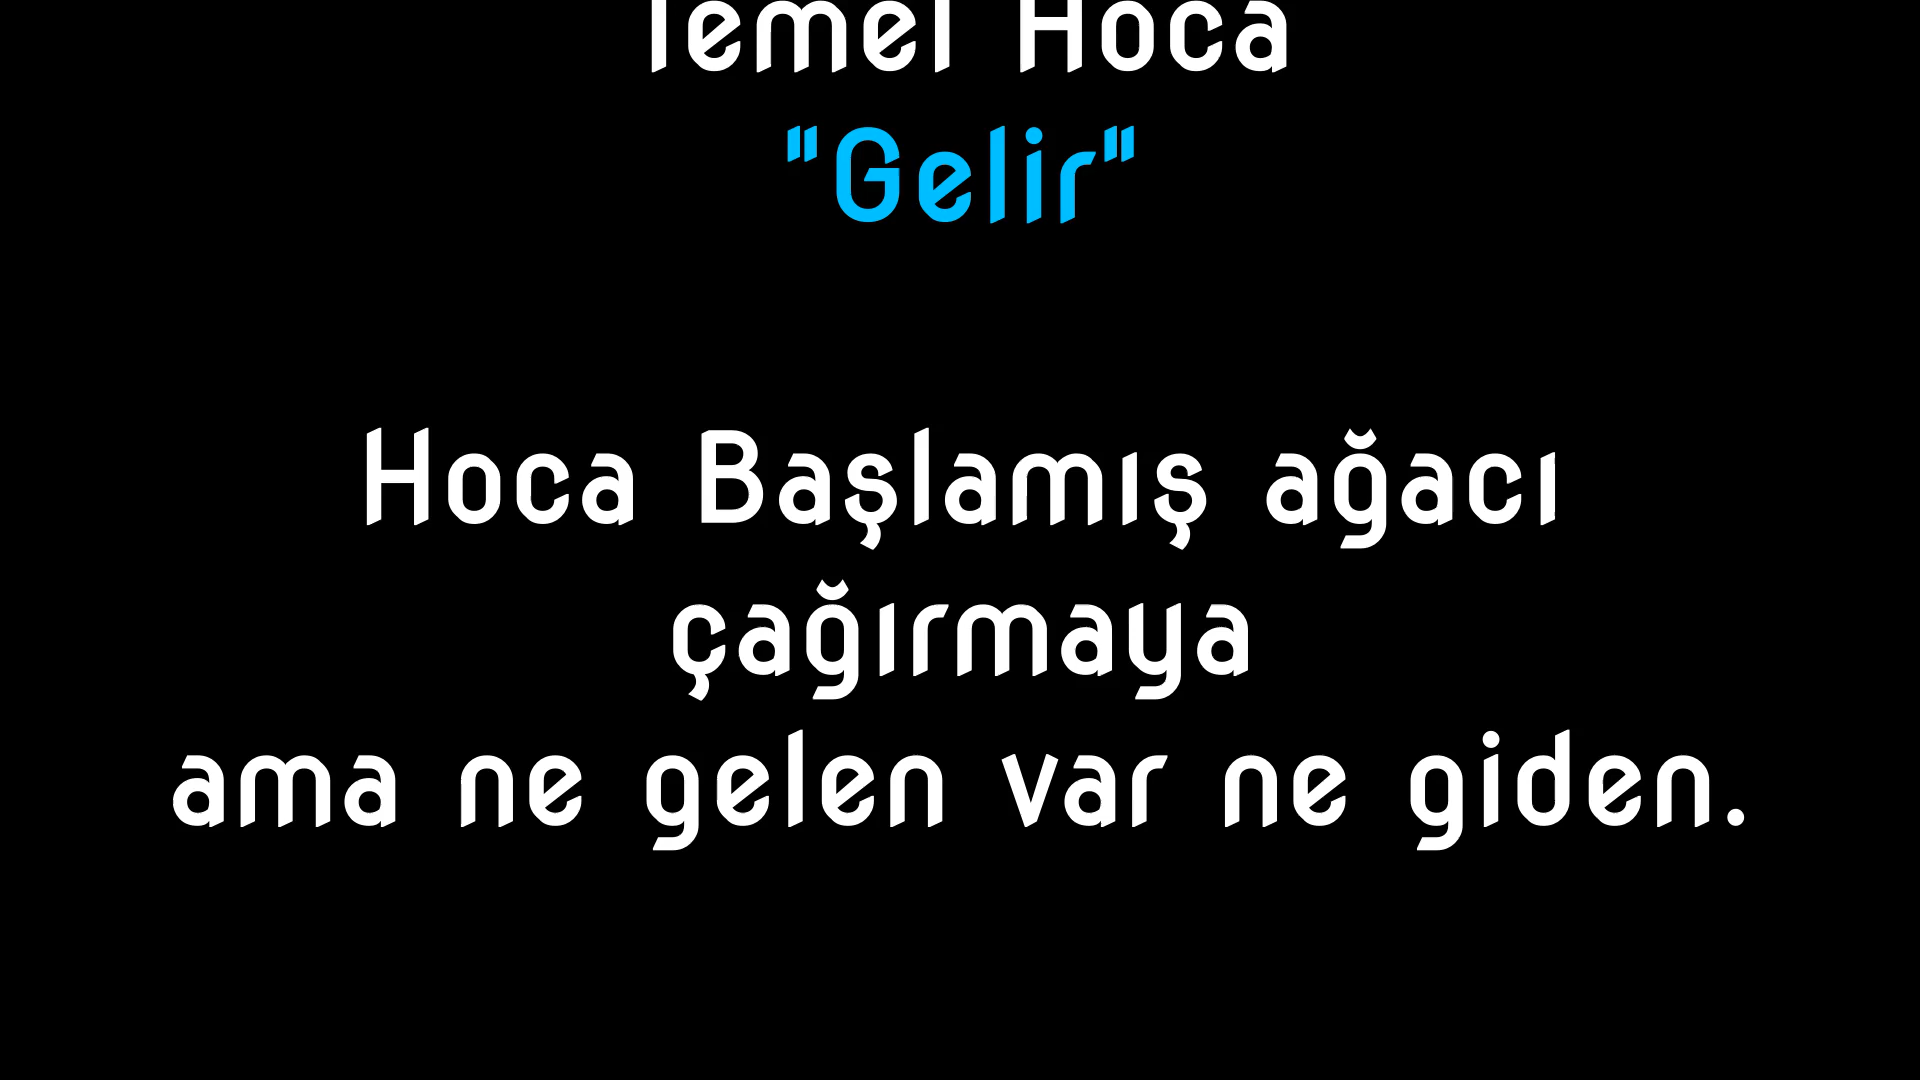 Temel Hoca
"Gelir"
Hoca Başlamış ağacı
çağırmaya
ama ne gelen var ne giden.